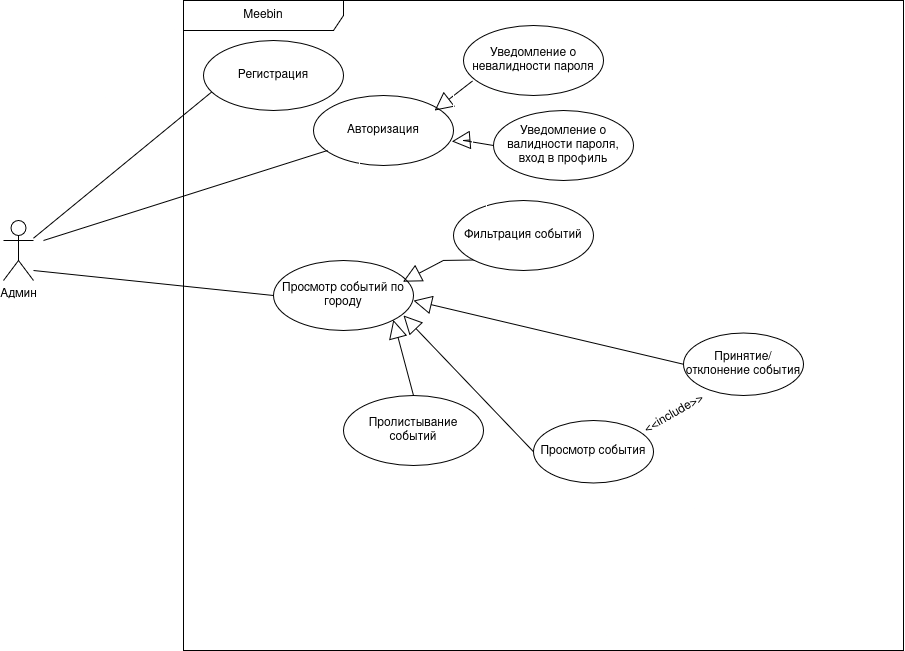 Meebin
Регистрация
Уведомление о
невалидности пароля
Авторизация
Уведомление о
валидности пароля,
вход в профиль
Фильтрация событий
Админ
Просмотр событий по
городу
Принятие/
отклонение события
<<include>>
Пролистывание
событий
Просмотр события